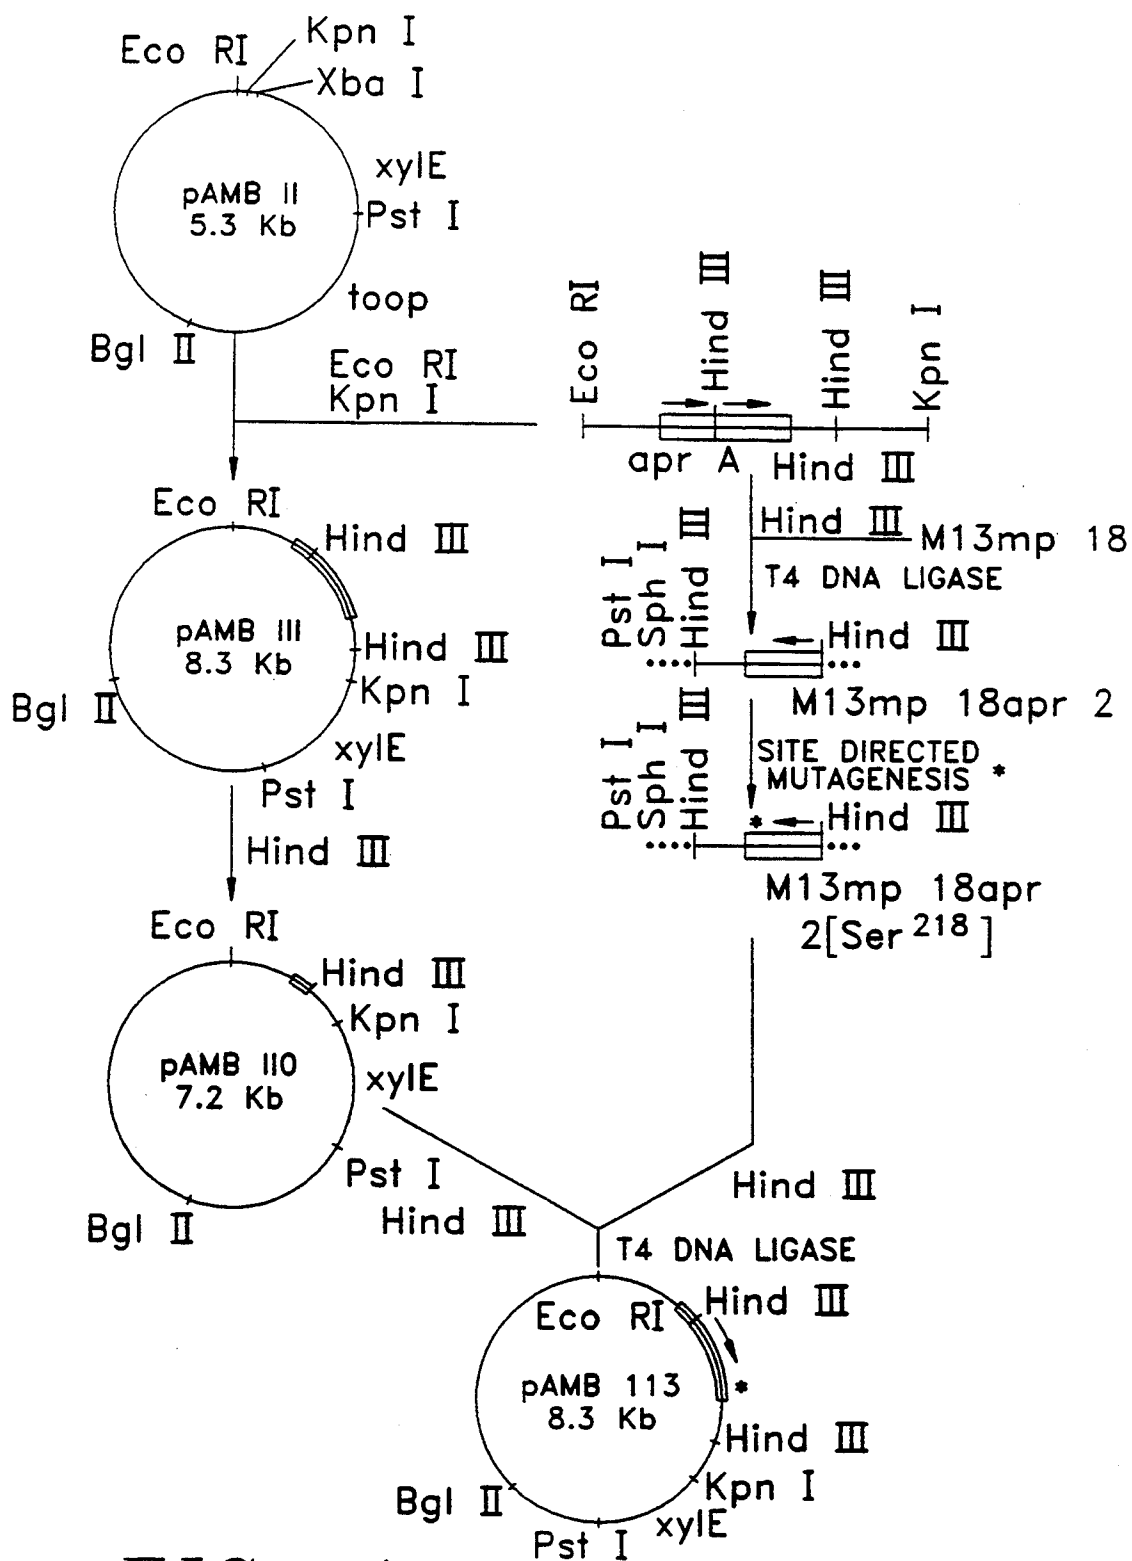 Kpn I
Eco RI
Xba I
xylE
pAMB 11
5.3 Kb
Pst I
toop
Bgl II
Eco RI
Kpn I
Eco RI
Hind III
Hind III
Kpn I
apr A
Hind III
Hind III
M13mp 18
T4 DNA LIGASE
Eco RI
Hind III
pAMB 111
8.3 Kb
Hind III
Kpn I
Bgl II
xylE
Pst I
Pst I
Sph I
Hind III
Hind III
M13mp 18apr 2
SITE DIRECTED
MUTAGENESIS *
Pst I
Sph I
Hind III
* Hind III
M13mp 18apr
2[Ser 218]
Hind III
Eco RI
Hind III
Kpn I
pAMB 110
7.2 Kb
xylE
Pst I
Bgl II
Hind III
Hind III
T4 DNA LIGASE
Eco RI
Hind III
pAMB 113
8.3 Kb
*
Hind III
Kpn I
Bgl II
xylE
Pst I